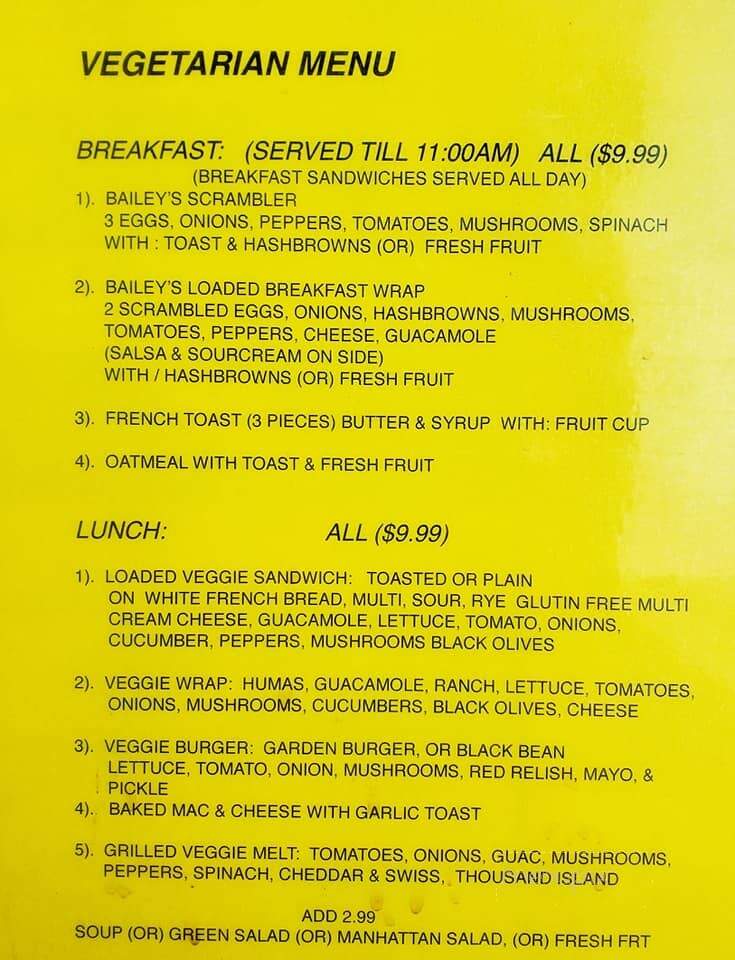 VEGETARIAN MENU
BREAKFAST: (SERVED TILL 11:00AM) ALL ($9.99)
(BREAKFAST SANDWICHES SERVED ALL DAY)
1). BAILEY'S SCRAMBLER
3 EGGS, ONIONS, PEPPERS, TOMATOES, MUSHROOMS, SPINACH
WITH : TOAST & HASHBROWNS (OR) FRESH FRUIT
2). BAILEY'S LOADED BREAKFAST WRAP
2 SCRAMBLED EGGS, ONIONS, HASHBROWNS, MUSHROOMS,
TOMATOES, PEPPERS, CHEESE, GUACAMOLE
(SALSA & SOURCREAM ON SIDE)
WITH / HASHBROWNS (OR) FRESH FRUIT
3). FRENCH TOAST (3 PIECES) BUTTER & SYRUP WITH: FRUIT CUP
4). OATMEAL WITH TOAST & FRESH FRUIT
LUNCH: ALL ($9.99)
1). LOADED VEGGIE SANDWICH: TOASTED OR PLAIN
ON WHITE FRENCH BREAD, MULTI, SOUR, RYE GLUTIN FREE MULTI
CREAM CHEESE, GUACAMOLE, LETTUCE, TOMATO, ONIONS,
CUCUMBER, PEPPERS, MUSHROOMS BLACK OLIVES
2). VEGGIE WRAP: HUMAS, GUACAMOLE, RANCH, LETTUCE, TOMATOES,
ONIONS, MUSHROOMS, CUCUMBERS, BLACK OLIVES, CHEESE
3). VEGGIE BURGER: GARDEN BURGER, OR BLACK BEAN
LETTUCE, TOMATO, ONION, MUSHROOMS, RED RELISH, MAYO, &
PICKLE
4). BAKED MAC & CHEESE WITH GARLIC TOAST
5). GRILLED VEGGIE MELT: TOMATOES, ONIONS, GUAC, MUSHROOMS,
PEPPERS, SPINACH, CHEDDAR & SWISS, THOUSAND ISLAND
ADD 2.99
SOUP (OR) GREEN SALAD (OR) MANHATTAN SALAD, (OR) FRESH FRT